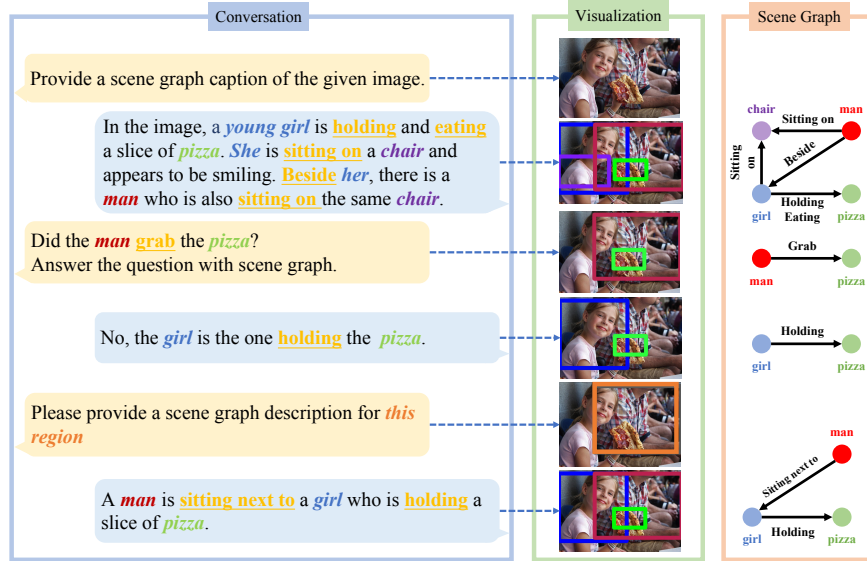 Conversation
Visualization
Scene Graph
Provide a scene graph caption of the given image.
In the image, a young girl is holding and eating
a slice of pizza. She is sitting on a chair and
appears to be smiling. Beside her, there is a
man who is also sitting on the same chair.
chair
man
Sitting on
Sitting
on
Beside
Holding
Eating
girl
pizza
Did the man grab the pizza?
Answer the question with scene graph.
Grab
man
pizza
No, the girl is the one holding the pizza.
Holding
girl
pizza
Please provide a scene graph description for this
region
A man is sitting next to a girl who is holding a
slice of pizza.
man
Sitting next to
Holding
girl
pizza